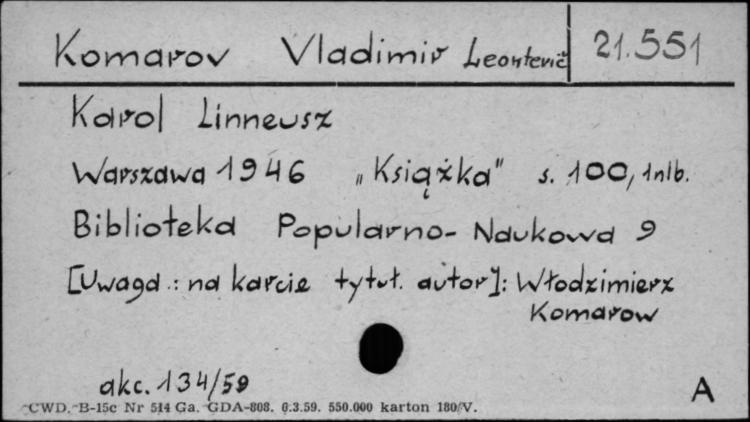 Komarov Vladimir Leontevič 21.551
Karol Linneusz
Warszawa 1946 „Książka" s. 100, 1nlb.
Biblioteka Popularno-Naukowa 9
[Uwaga.: na karcie tytuł. autor]: Włodzimierz
Komarow
akc. 134/59
A
CWD. B-15c Nr 514 Ga. GDA-808. 6.3.59. 550.000 karton 180/V.